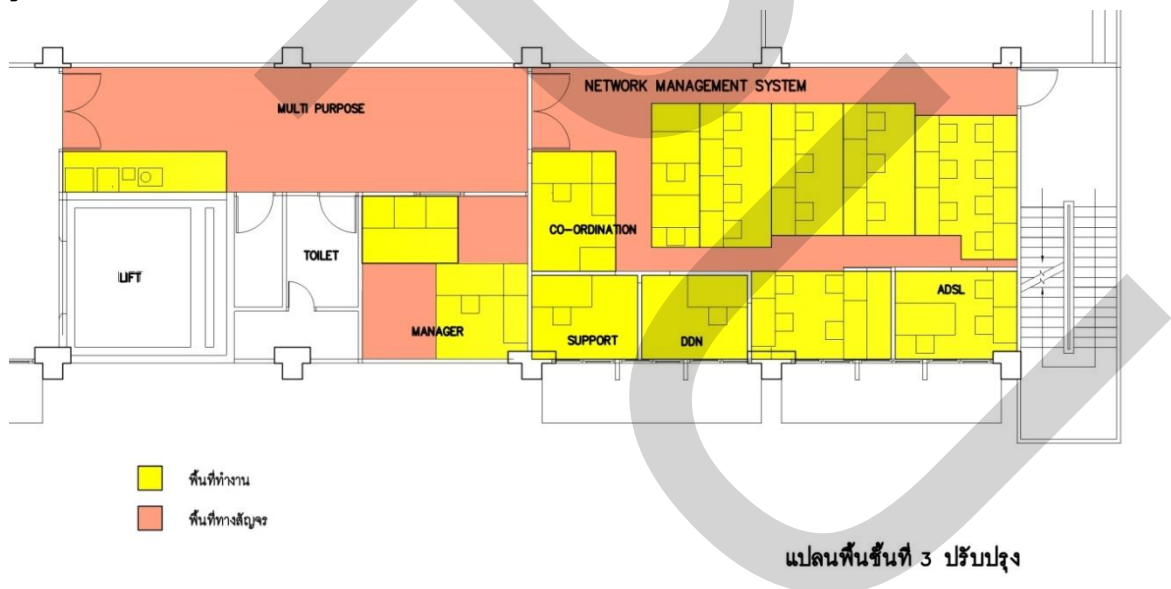 NETWORK MANAGEMENT SYSTEM
MULTI PURPOSE
CO-ORDINATION
TOILET
LIFT
ADSL
MANAGER
SUPPORT
DDN
พื้นที่ทำงาน
พื้นที่ทางสัญจร
แปลนพื้นชั้นที่ 3 ปรับปรุง